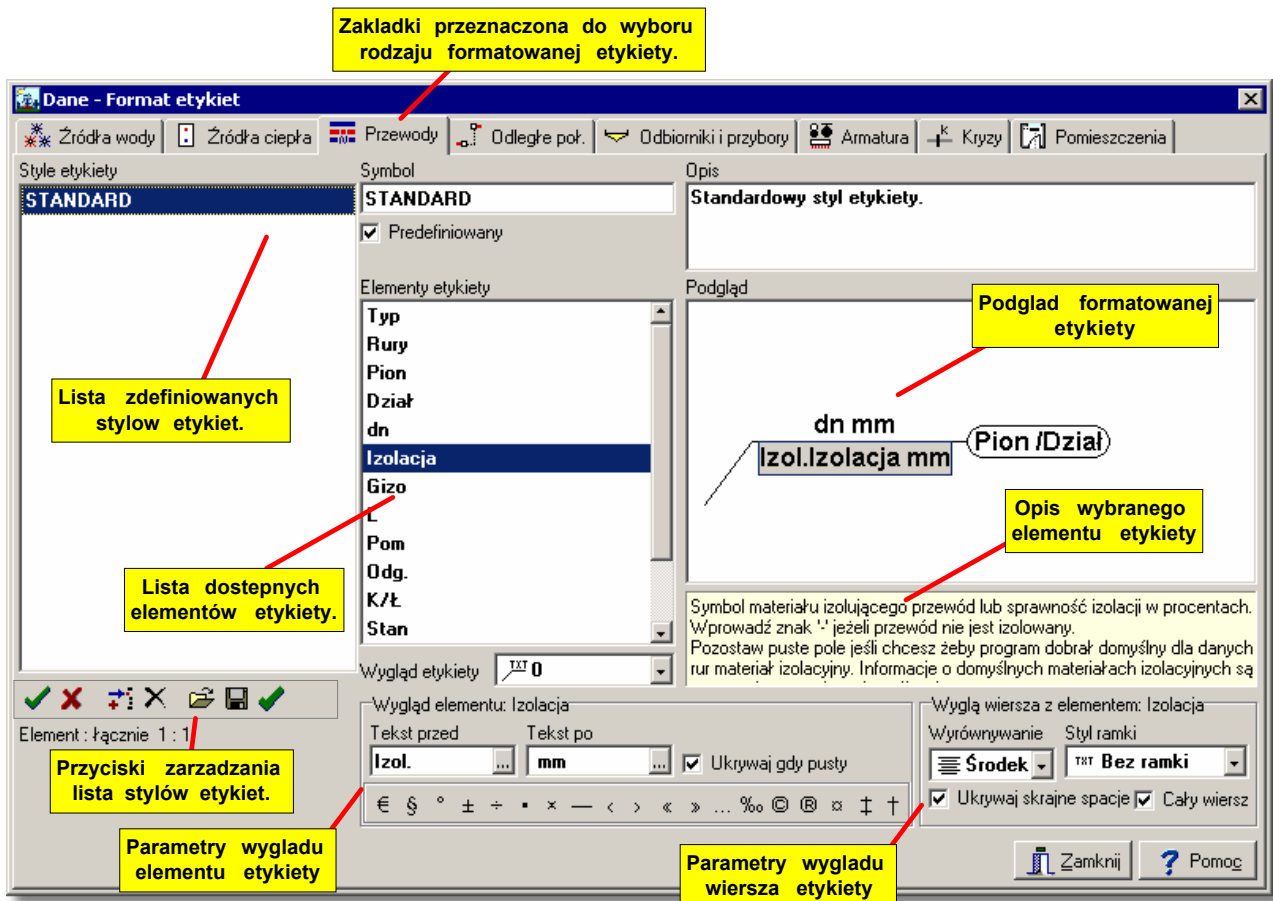 Zakladki przeznaczona do wyboru
rodzaju formatowanej etykiety.
Dane - Format etykiet
Źródła wody
Źródła ciepła
Przewody
Odległe poł.
Odbiorniki i przybory
Armatura
Kryzy
Pomieszczenia
Style etykiety
Symbol
Opis
STANDARD
STANDARD
Standardowy styl etykiety.
Predefiniowany
Elementy etykiety
Podgląd
Typ
Rury
Pion
Dział
dn
Izolacja
Gizo
L
Pom
Odg.
K/Ł
Stan
Podglad formatowanej
etykiety
Lista zdefiniowanych
stylow etykiet.
dn mm
Izol.Izolacja mm
Pion /Dział
Opis wybranego
elementu etykiety
Lista dostepnych
elementów etykiety.
Symbol materiału izolującego przewód lub sprawność izolacji w procentach.
Wprowadź znak '-' jeżeli przewód nie jest izolowany.
Pozostaw puste pole jeśli chcesz żeby program dobrał domyślny dla danych
rur materiał izolacyjny. Informacje o domyślnych materiałach izolacyjnych są
Wygląd etykiety
TXT 0
Element : łącznie 1 : 1
Wygląd elementu: Izolacja
Tekst przed
Tekst po
Izol.
...
mm
...
Ukrywaj gdy pusty
€ § ° ± ÷ ▪ × — ‹ › « » … ‰ © ® ¤ ‡ †
Wyglą wiersza z elementem: Izolacja
Wyrównywanie
Styl ramki
Środek
TXT Bez ramki
Ukrywaj skrajne spacje
Cały wiersz
Przyciski zarzadzania
lista stylów etykiet.
Parametry wygladu
elementu etykiety
Parametry wygladu
wiersza etykiety
Zamknij
Pomoc